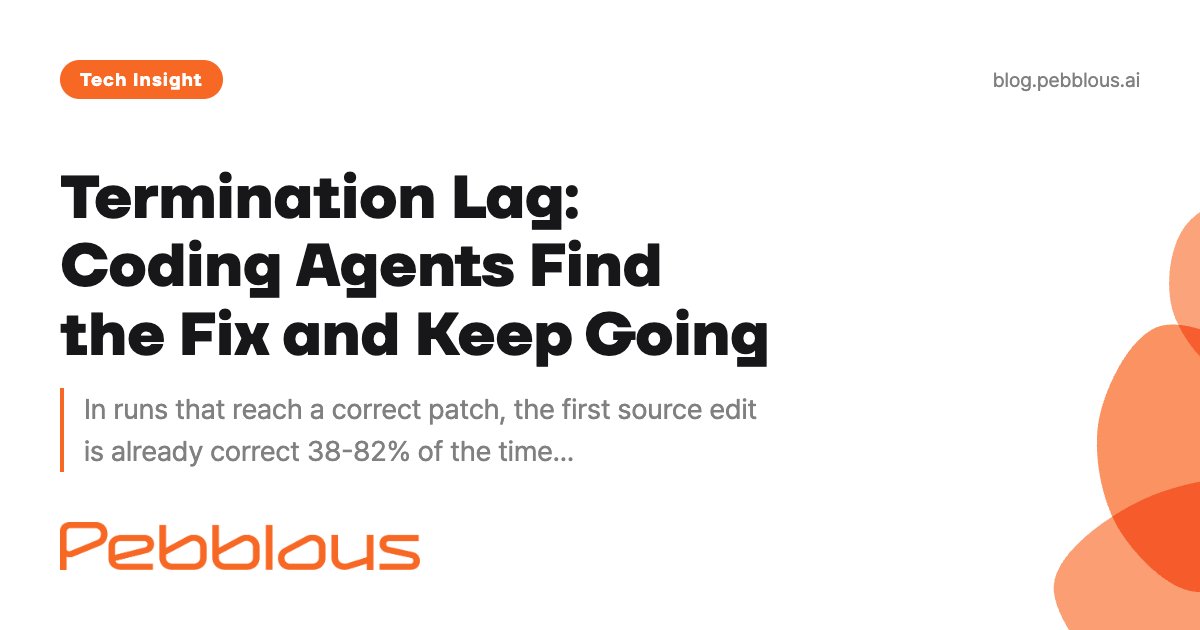 Tech Insight
blog.pebblous.ai
Termination Lag:
Coding Agents Find
the Fix and Keep Going
In runs that reach a correct patch, the first source edit
is already correct 38-82% of the time...
Pebblous